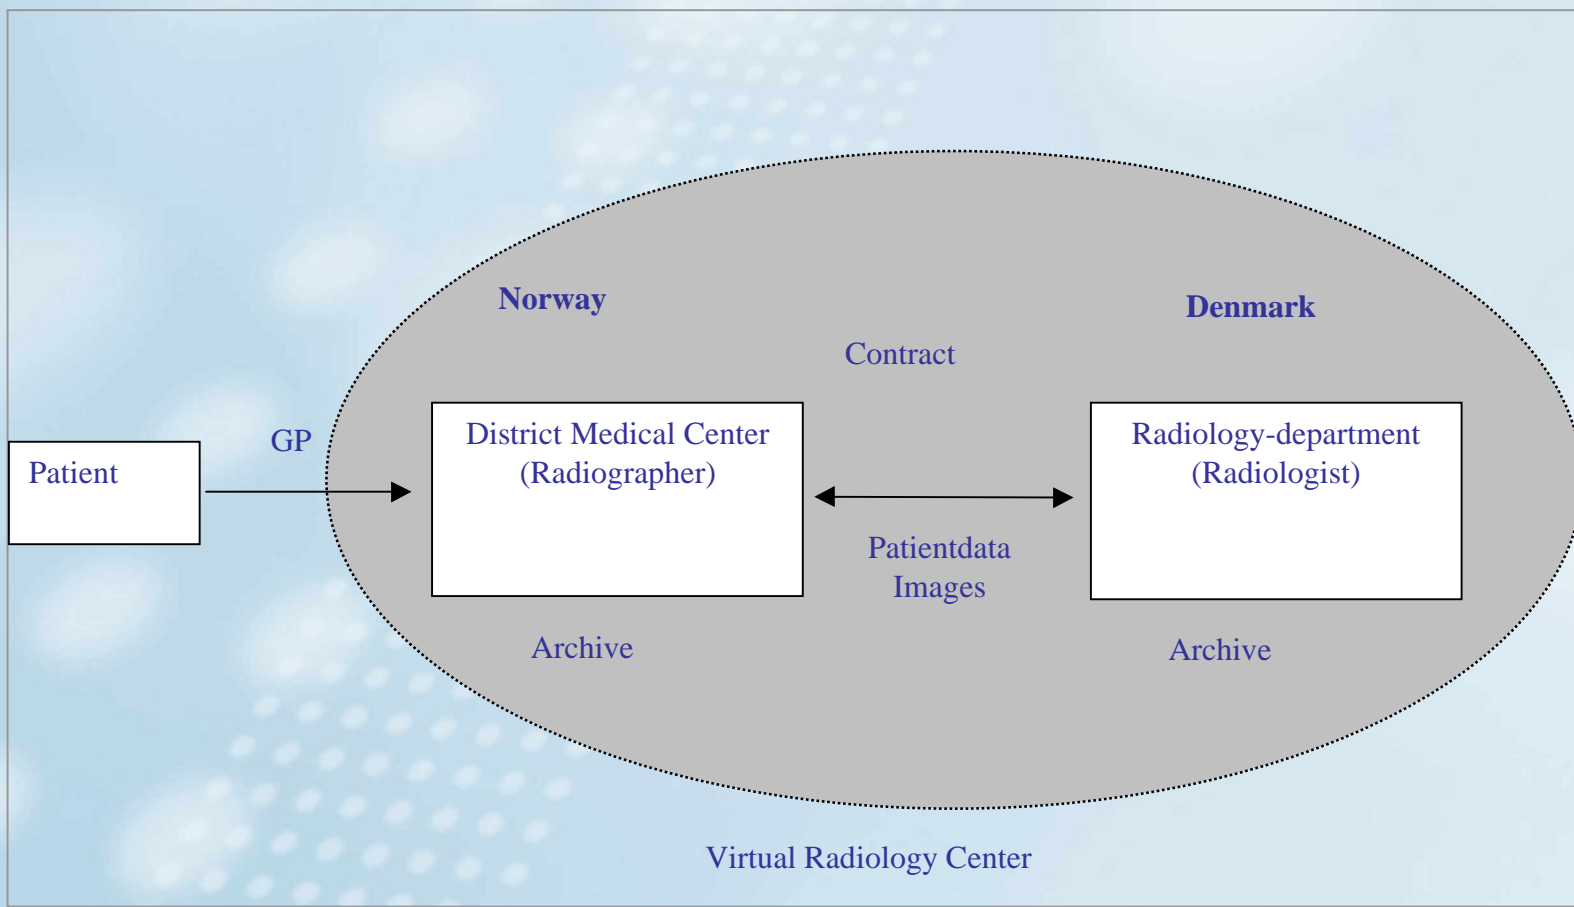 Norway
Denmark
Contract
GP
Patient
District Medical Center
(Radiographer)
Radiology-department
(Radiologist)
Patientdata
Images
Archive
Archive
Virtual Radiology Center